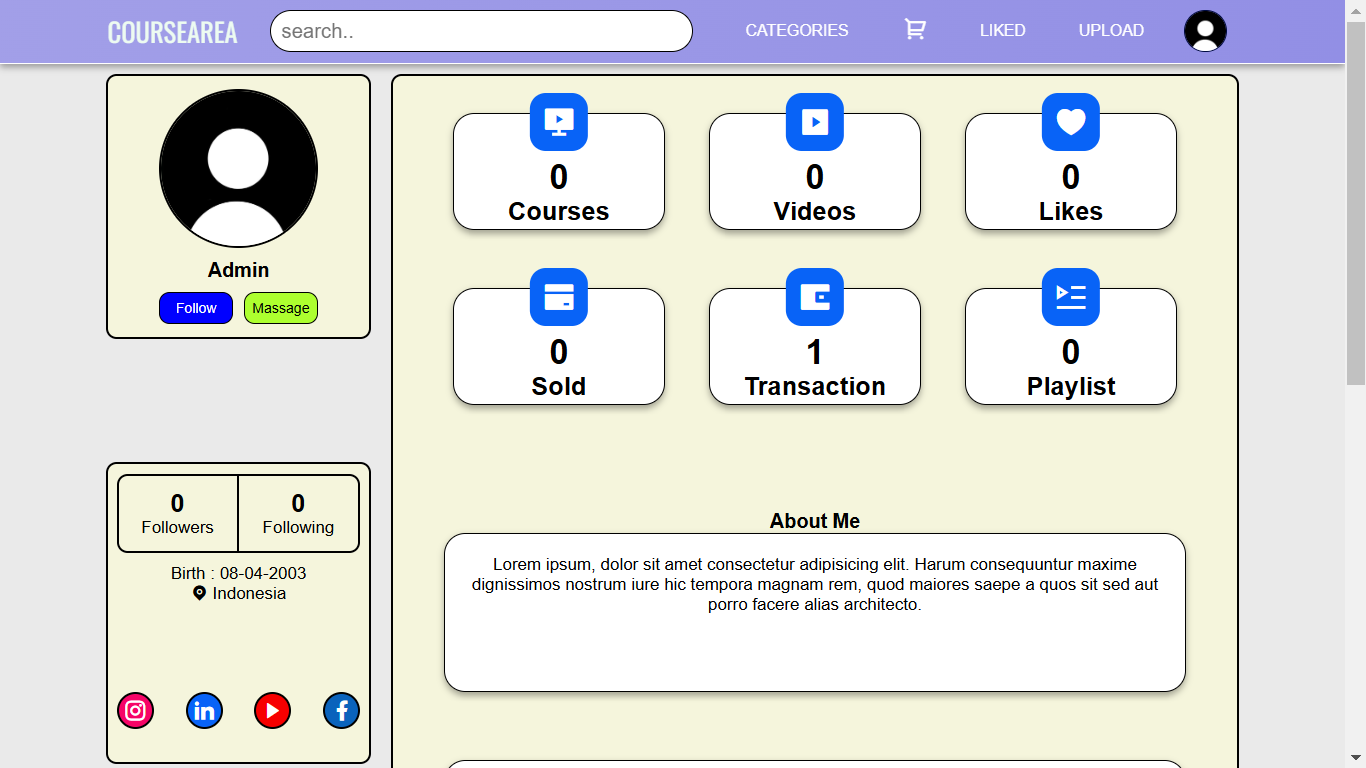 COURSEAREA
search..
CATEGORIES
LIKED
UPLOAD
Admin
Follow
Massage
0
Followers
0
Following
Birth : 08-04-2003
Indonesia
in
f
0
Courses
0
Videos
0
Likes
0
Sold
1
Transaction
0
Playlist
About Me
Lorem ipsum, dolor sit amet consectetur adipisicing elit. Harum consequuntur maxime
dignissimos nostrum iure hic tempora magnam rem, quod maiores saepe a quos sit sed aut
porro facere alias architecto.